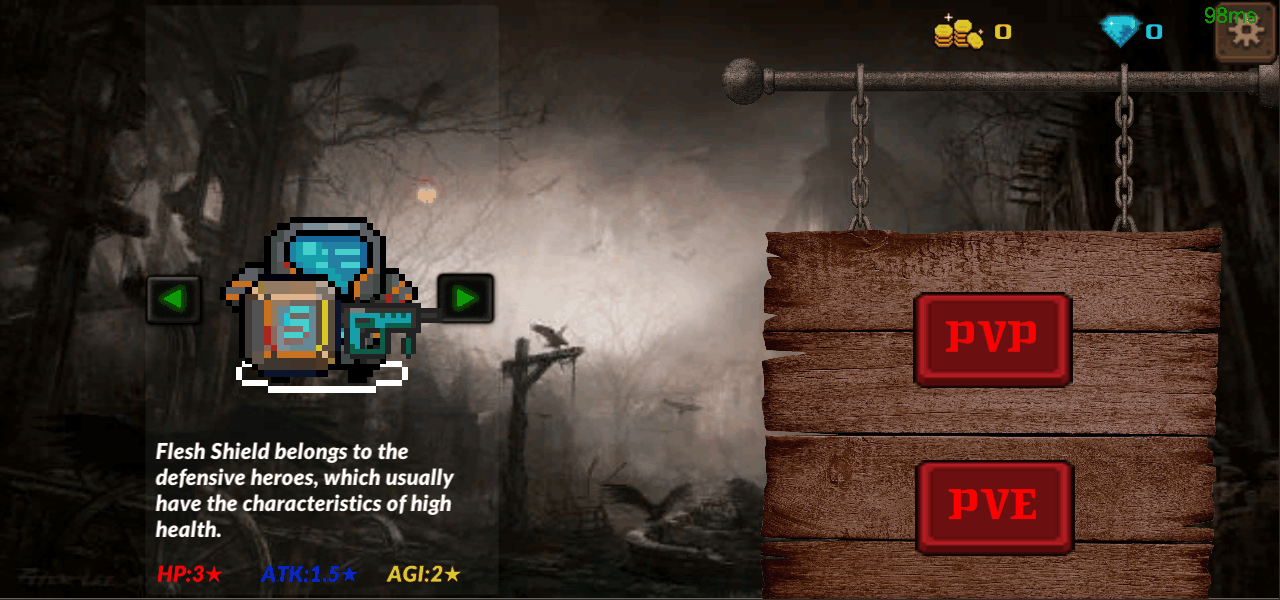 98ms
0
0
S
PVP
PVE
Flesh Shield belongs to the
defensive heroes, which usually
have the characteristics of high
health.
HP:3★ ATK:1.5★ AGI:2★